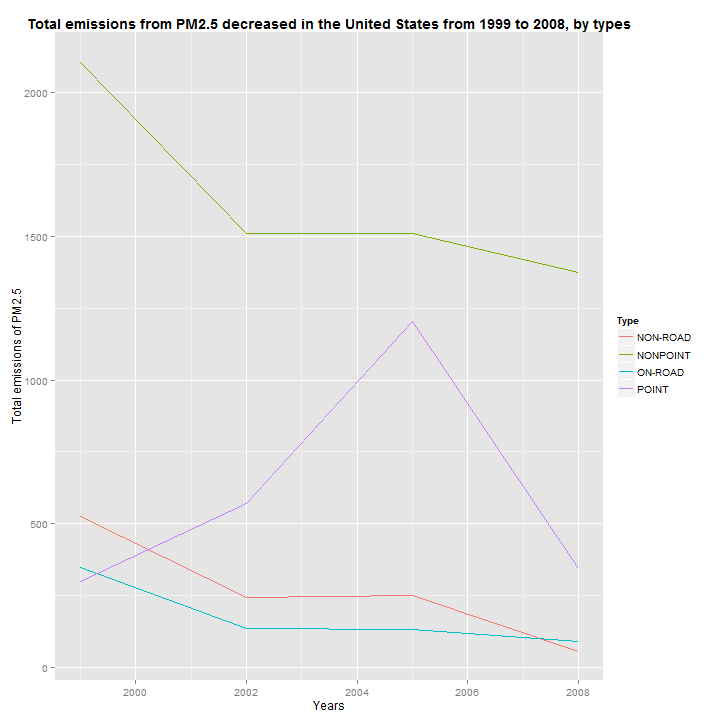 Total emissions from PM2.5 decreased in the United States from 1999 to 2008, by types
Total emissions of PM2.5
2000
1500
1000
500
0
2000
2002
2004
2006
2008
Years
Type
NON-ROAD
NONPOINT
ON-ROAD
POINT